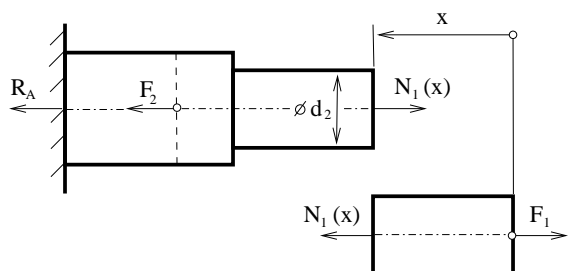 x
R_A
F_2
⌀ d_2
N_1 (x)
N_1 (x)
F_1